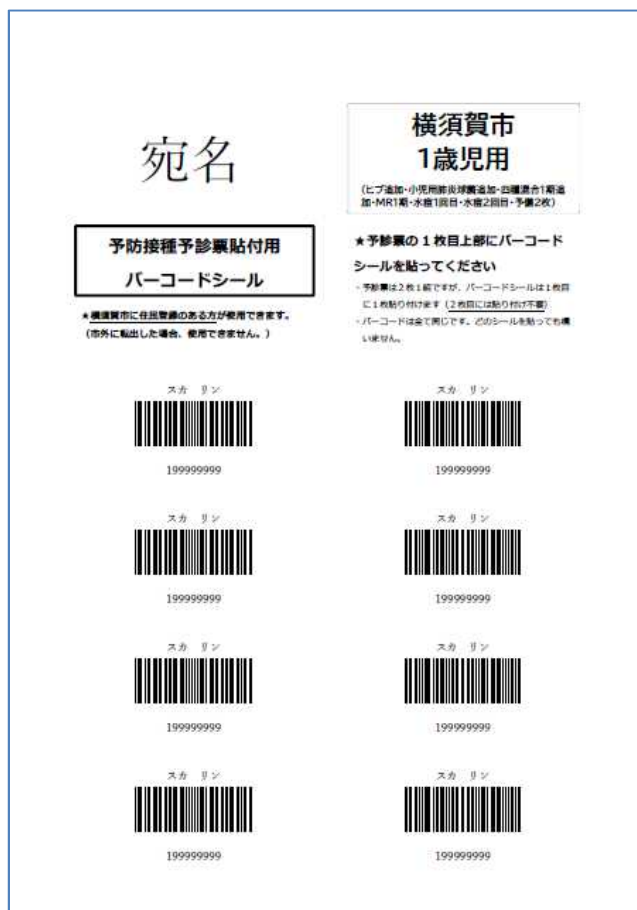 宛名
横須賀市
1歳児用
(ヒブ追加・小児用肺炎球菌追加・四種混合1期追
加・MR1期・水痘1回目・水痘2回目・予備2枚)
予防接種予診票貼付用
バーコードシール
★横須賀市に住民登録のある方が使用できます。
(市外に転出した場合、使用できません。)
★予診票の1枚目上部にバーコード
シールを貼ってください
・予診票は2枚1組ですが、バーコードシールは1枚目
に1枚貼り付けます(2枚目には貼り付け不要)
・バーコードは全て同じです。どのシールを貼っても構
いません。
スカ リン
199999999
スカ リン
199999999
スカ リン
199999999
スカ リン
199999999
スカ リン
199999999
スカ リン
199999999
スカ リン
199999999
スカ リン
199999999